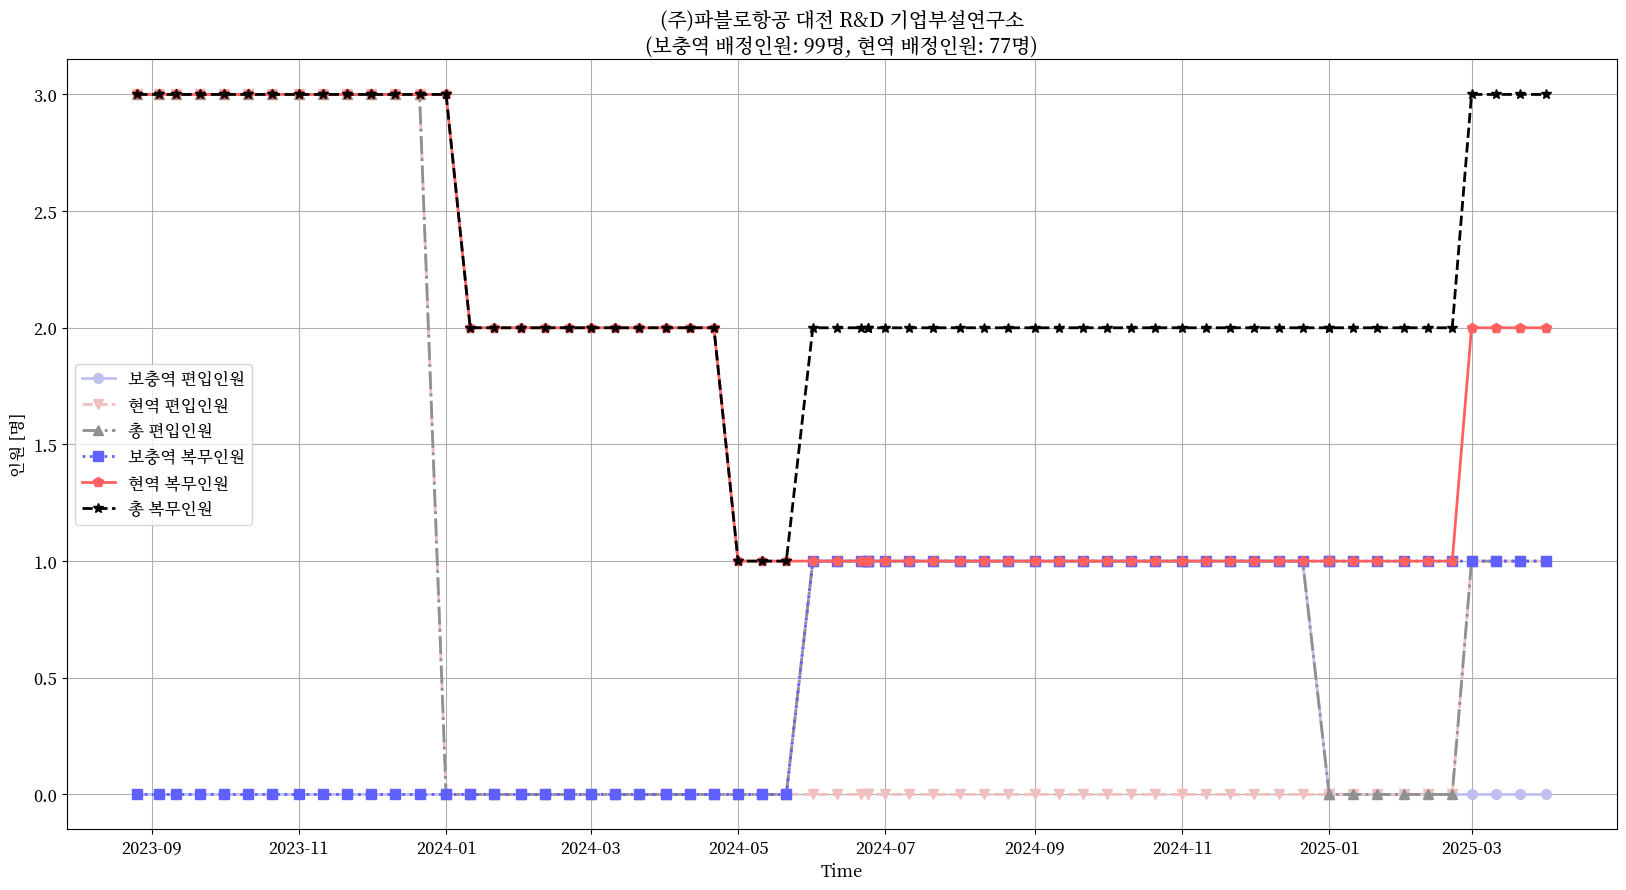 (주)파블로항공 대전 R&D 기업부설연구소
(보충역 배정인원: 99명, 현역 배정인원: 77명)
3.0
2.5
2.0
1.5
1.0
0.5
0.0
인원 [명]
보충역 편입인원
현역 편입인원
총 편입인원
보충역 복무인원
현역 복무인원
총 복무인원
2023-09 2023-11 2024-01 2024-03 2024-05 2024-07 2024-09 2024-11 2025-01 2025-03
Time